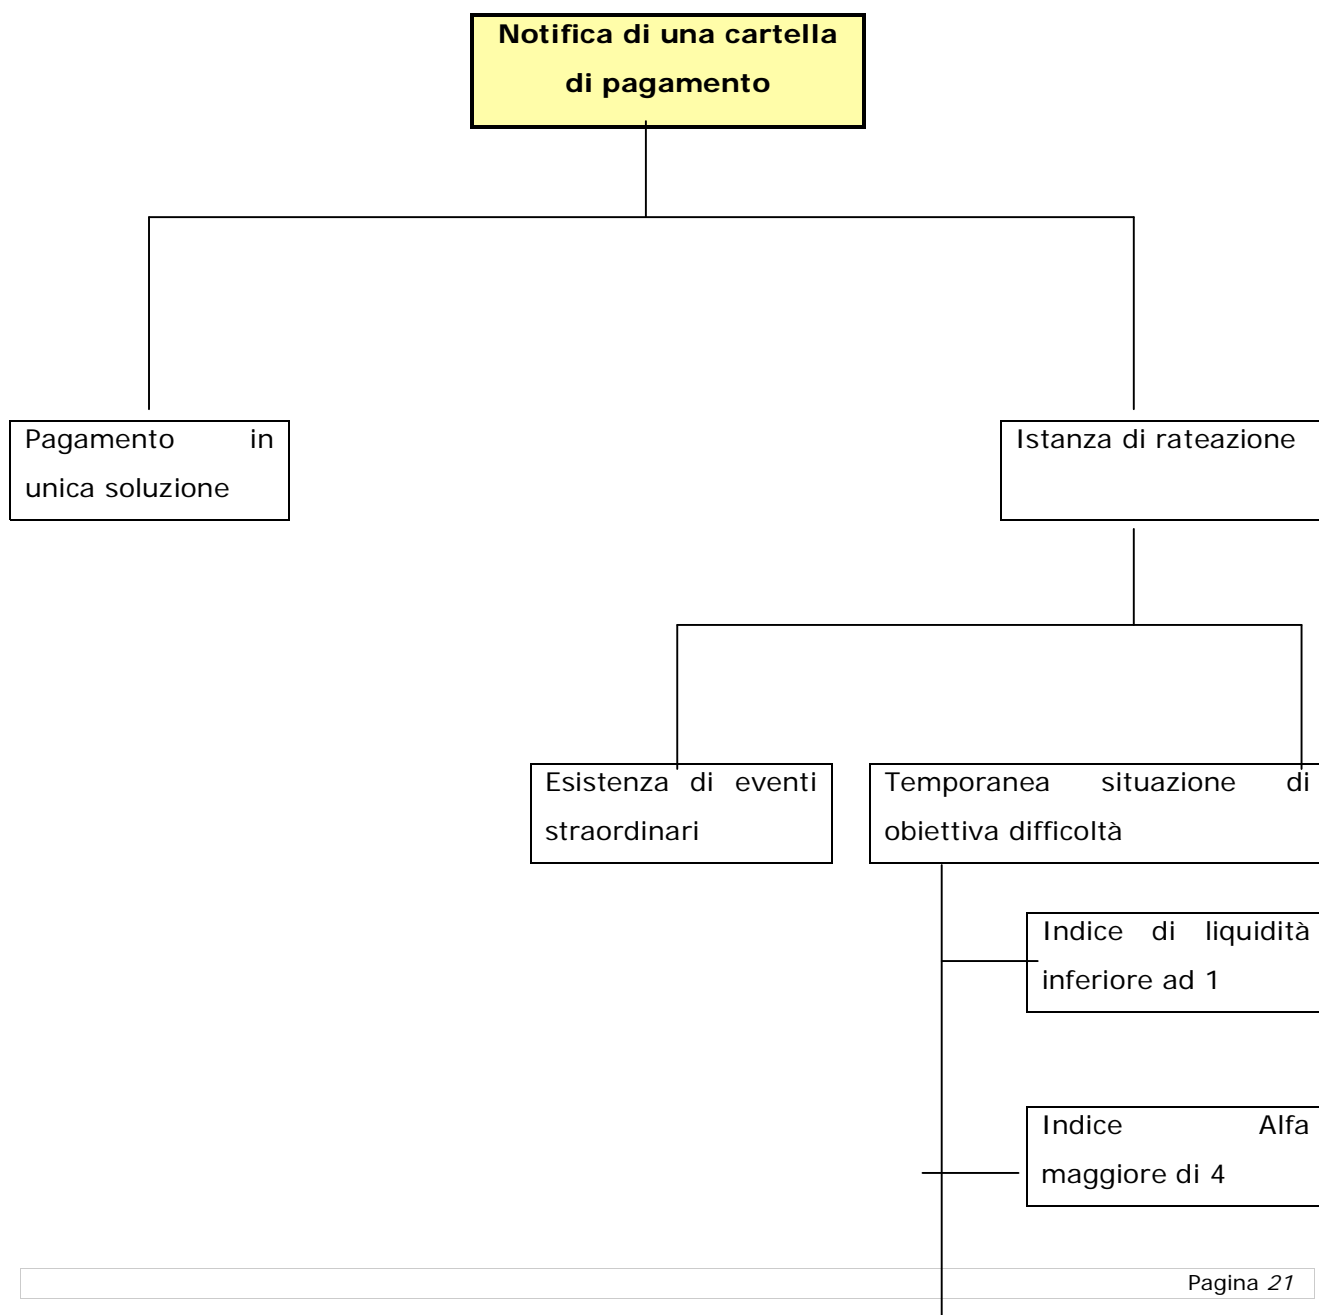 Notifica di una cartella
di pagamento
Pagamento in
unica soluzione
Istanza di rateazione
Esistenza di eventi
straordinari
Temporanea situazione di
obiettiva difficoltà
Indice di liquidità
inferiore ad 1
Indice Alfa
maggiore di 4
Pagina 21